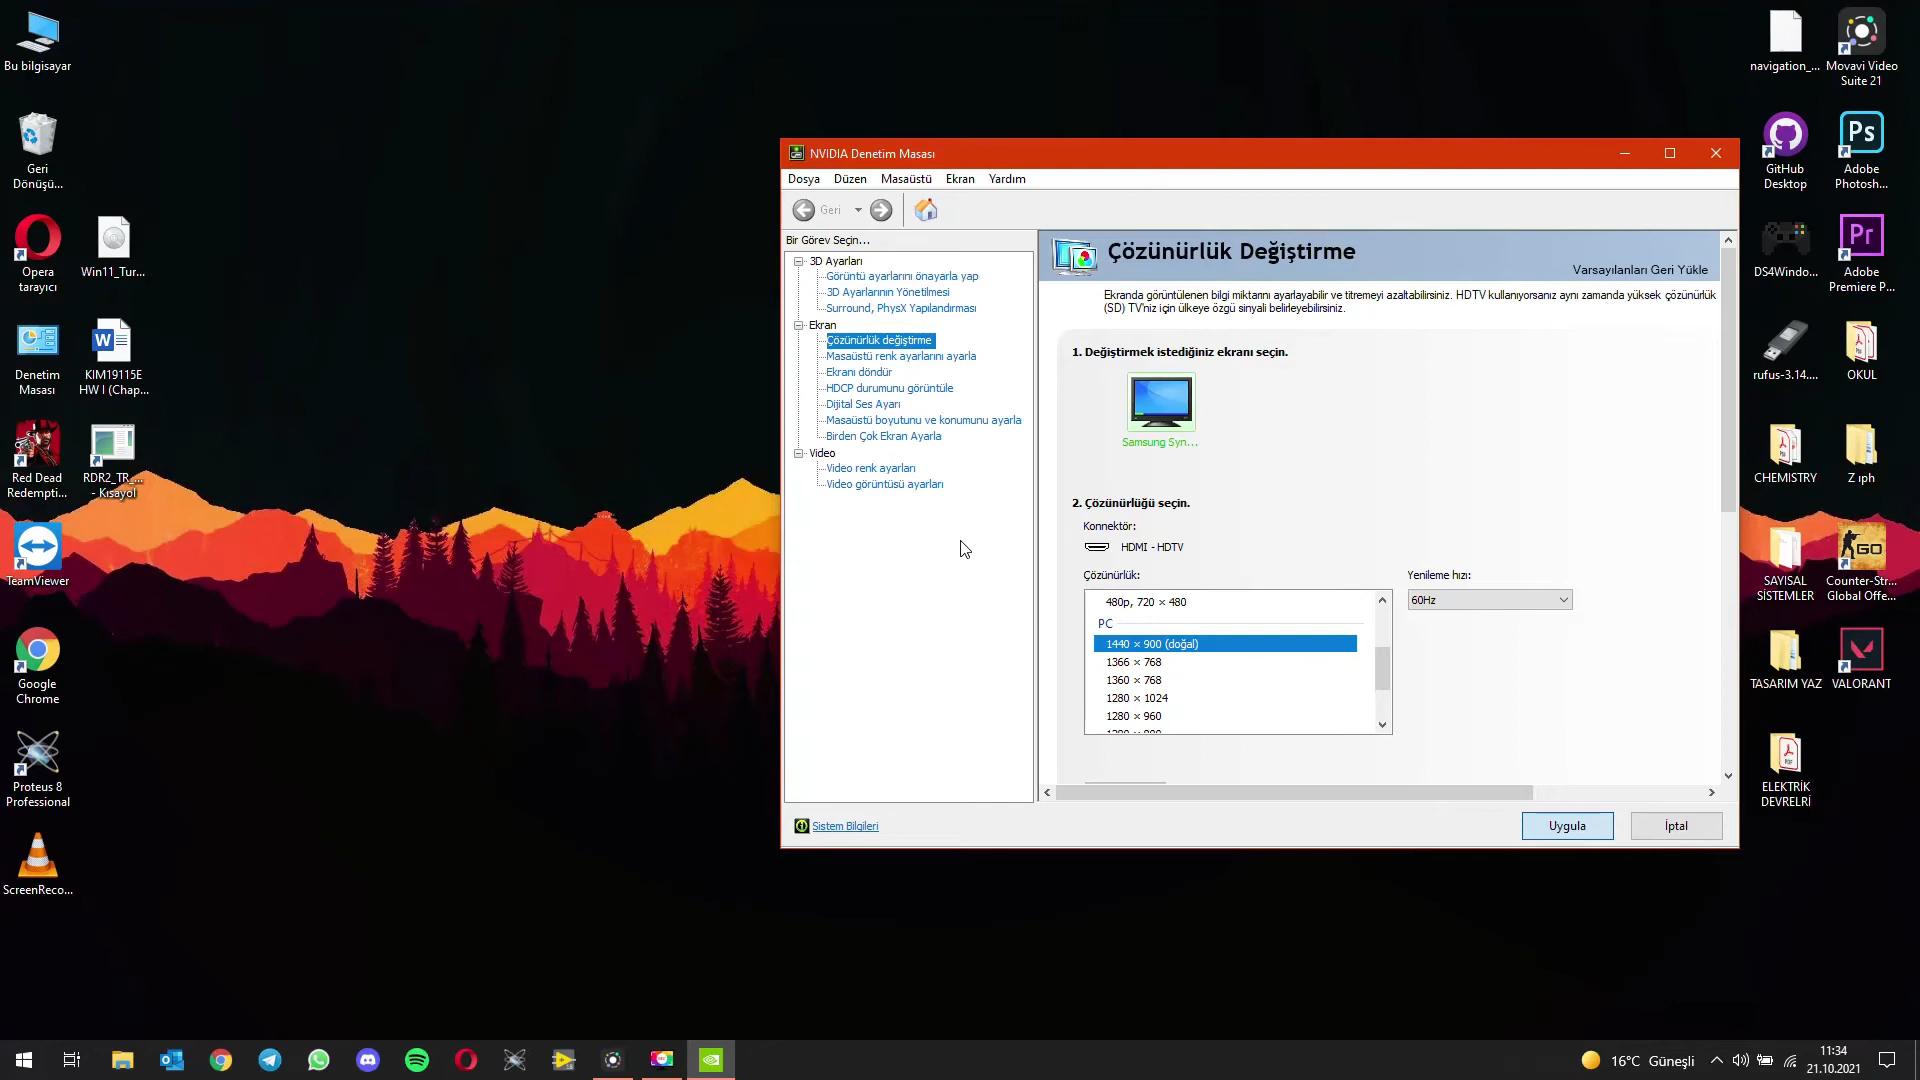 Bu bilgisayar
Geri
Dönüşü...
Opera
tarayıcı
Win11_Tur...
Denetim
Masası
KIM19115E
HW I (Chap...
Red Dead
Redempti...
RDR2_TR_...
- Kısayol
TeamViewer
Google
Chrome
Proteus 8
Professional
ScreenReco...
NVIDIA Denetim Masası
Dosya Düzen Masaüstü Ekran Yardım
Geri
Bir Görev Seçin...
3D Ayarları
Görüntü ayarlarını önayarla yap
3D Ayarlarının Yönetilmesi
Surround, PhysX Yapılandırması
Ekran
Çözünürlük değiştirme
Masaüstü renk ayarlarını ayarla
Ekranı döndür
HDCP durumunu görüntüle
Dijital Ses Ayarı
Masaüstü boyutunu ve konumunu ayarla
Birden Çok Ekran Ayarla
Video
Video renk ayarları
Video görüntüsü ayarları
Sistem Bilgileri
Çözünürlük Değiştirme
Varsayılanları Geri Yükle
Ekranda görüntülenen bilgi miktarını ayarlayabilir ve titremeyi azaltabilirsiniz. HDTV kullanıyorsanız aynı zamanda yüksek çözünürlük
(SD) TV'niz için ülkeye özgü sinyali belirleyebilirsiniz.
1. Değiştirmek istediğiniz ekranı seçin.
Samsung Syn...
2. Çözünürlüğü seçin.
Konnektör:
HDMI - HDTV
Çözünürlük:
Yenileme hızı:
480p, 720 × 480
60Hz
PC
1440 × 900 (doğal)
1366 × 768
1360 × 768
1280 × 1024
1280 × 960
Uygula
İptal
navigation_...
Movavi Video
Suite 21
GitHub
Desktop
Ps
Adobe
Photosh...
DS4Windo...
Pr
Adobe
Premiere P...
rufus-3.14....
OKUL
CHEMISTRY
Z ıph
SAYISAL
SİSTEMLER
GO
Counter-Str...
Global Offe...
TASARIM YAZ
VALORANT
ELEKTRİK
DEVRELRİ
16°C Güneşli
11:34
21.10.2021